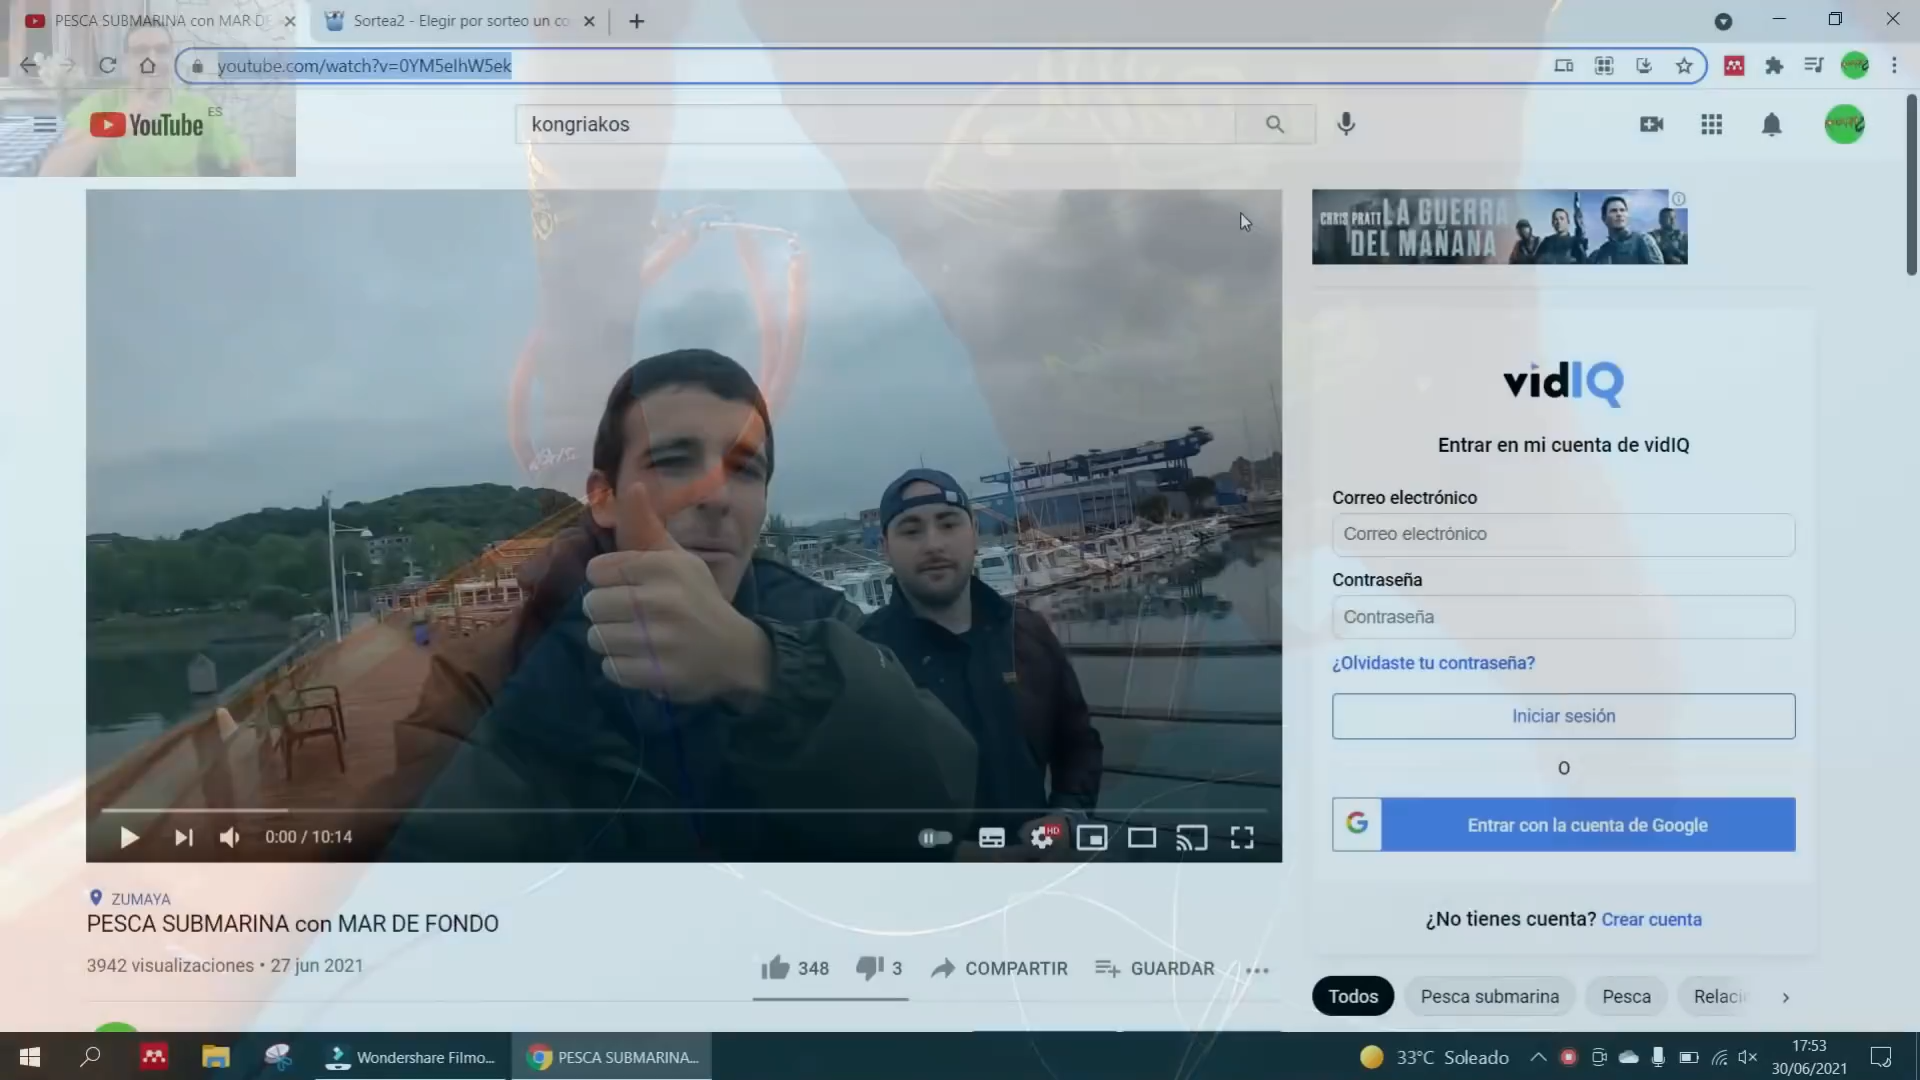 PESCA SUBMARINA con MAR DE
Sortea2 - Elegir por sorteo un co
youtube.com/watch?v=0YM5eIhW5ek
YouTube ES
kongriakos
CHRIS PRATT LA GUERRA
DEL MAÑANA
vidIQ
Entrar en mi cuenta de vidIQ
Correo electrónico
Correo electrónico
Contraseña
Contraseña
¿Olvidaste tu contraseña?
Iniciar sesión
O
Entrar con la cuenta de Google
¿No tienes cuenta? Crear cuenta
0:00 / 10:14
HD
ZUMAYA
PESCA SUBMARINA con MAR DE FONDO
3942 visualizaciones • 27 jun 2021
348
3
COMPARTIR
GUARDAR
Todos
Pesca submarina
Pesca
Relaci
Wondershare Filmo...
PESCA SUBMARINA...
33°C Soleado
17:53
30/06/2021